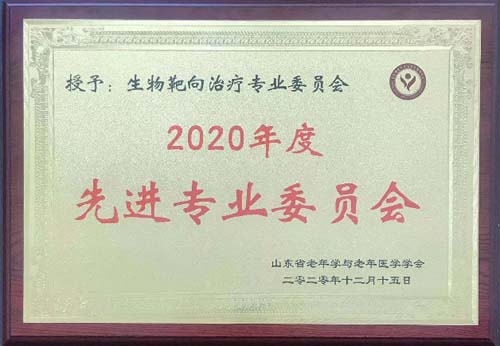 授予：生物靶向治疗专业委员会
2020年度
先进专业委员会
山东省老年学与老年医学学会
二零二零年十二月十五日